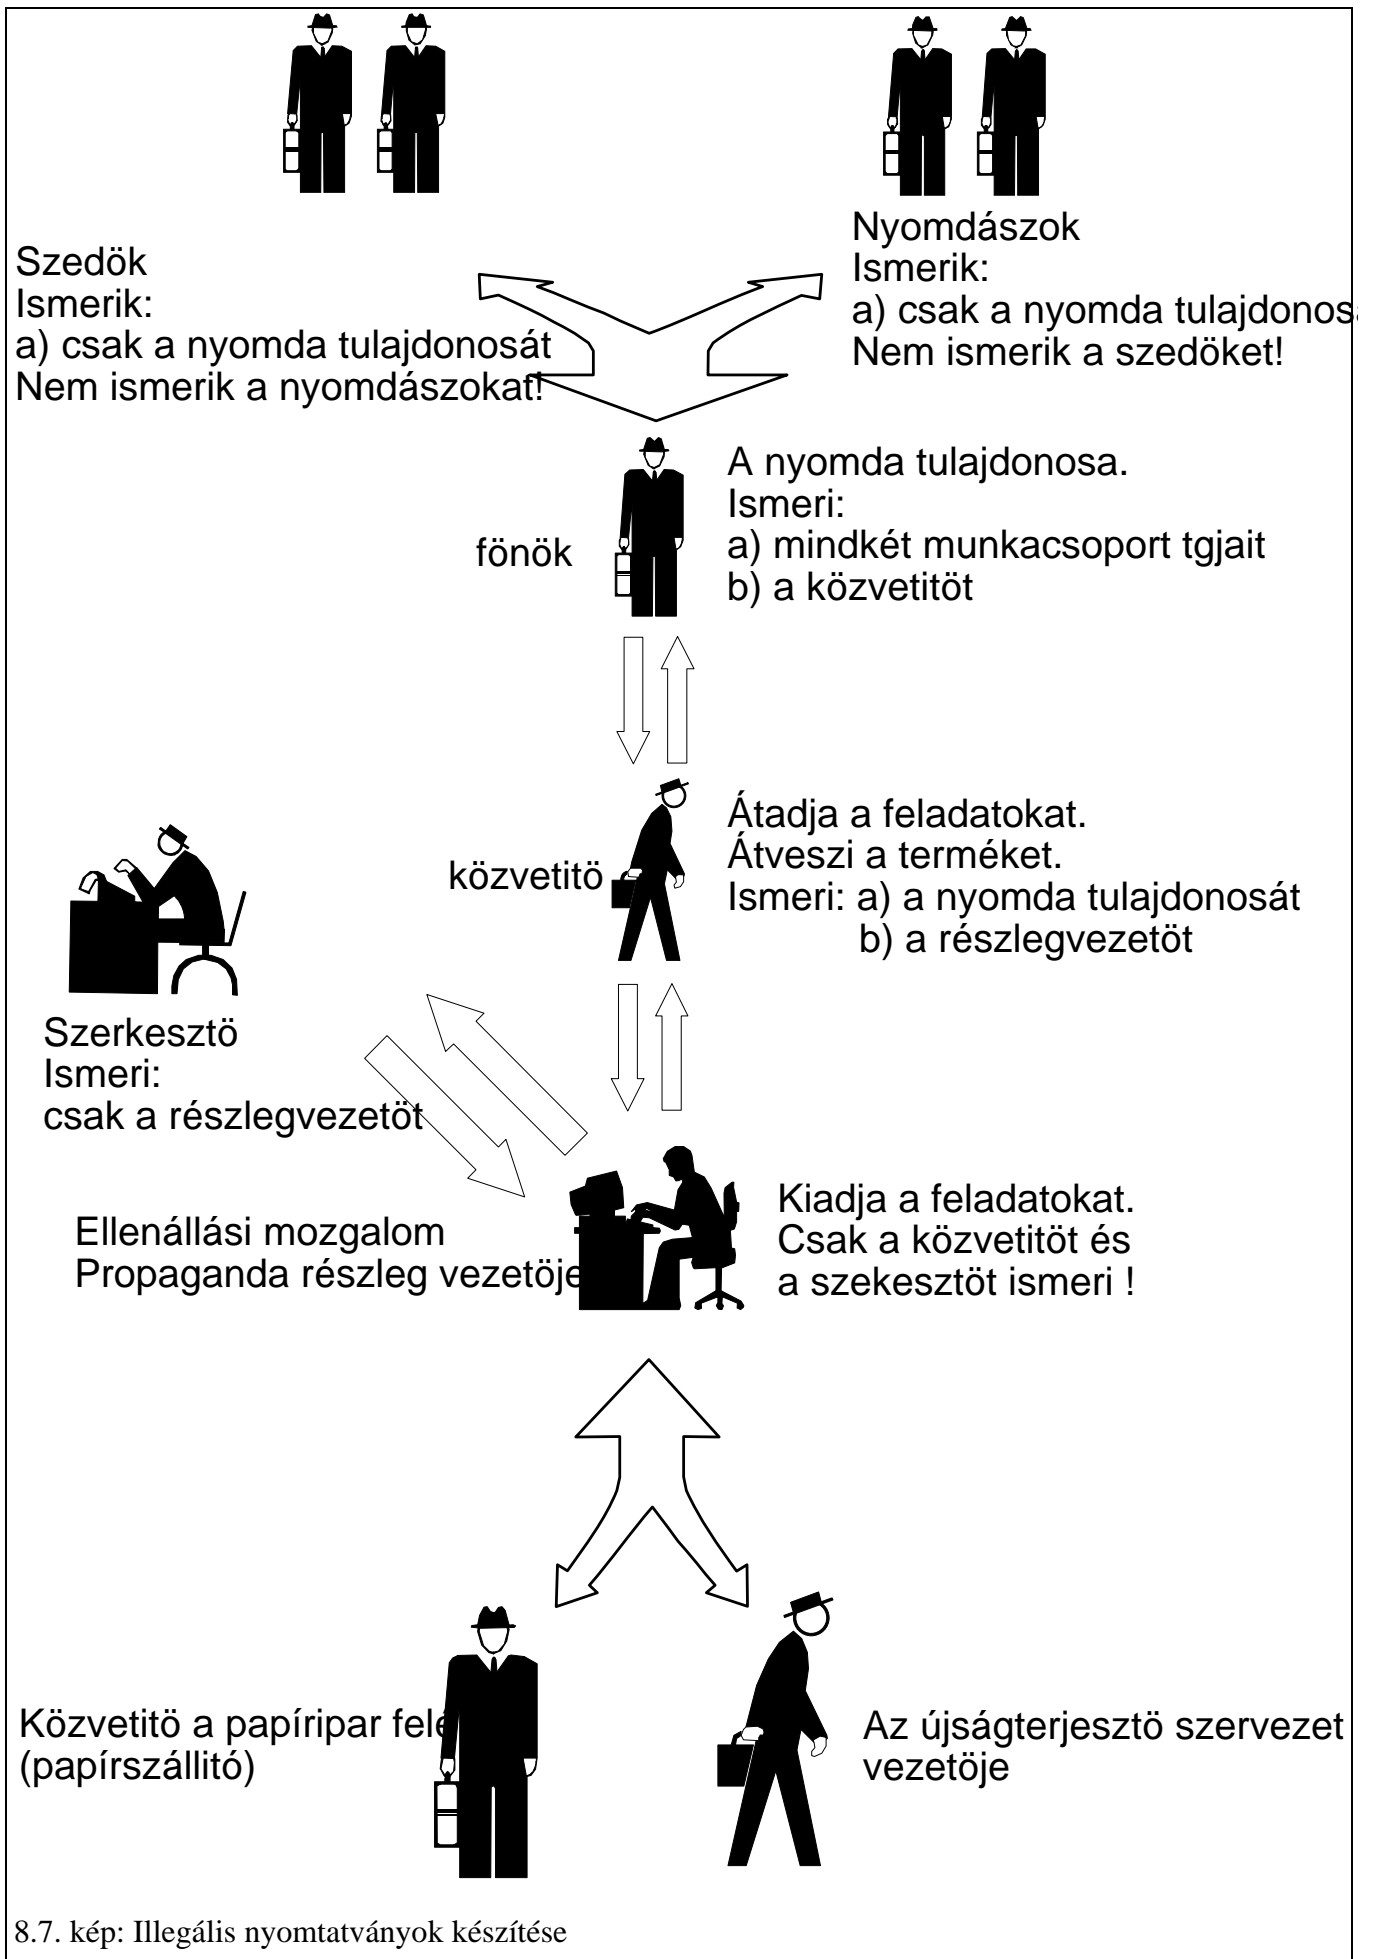 Szedök
Ismerik:
a) csak a nyomda tulajdonosát
Nem ismerik a nyomdászokat!
Nyomdászok
Ismerik:
a) csak a nyomda tulajdonos
Nem ismerik a szedöket!
fönök
A nyomda tulajdonosa.
Ismeri:
a) mindkét munkacsoport tgjait
b) a közvetitöt
közvetitö
Átadja a feladatokat.
Átveszi a terméket.
Ismeri: a) a nyomda tulajdonosát
b) a részlegvezetöt
Szerkesztö
Ismeri:
csak a részlegvezetöt
Ellenállási mozgalom
Propaganda részleg vezetöje
Kiadja a feladatokat.
Csak a közvetitöt és
a szekesztöt ismeri !
Közvetitö a papíripar felé
(papírszállitó)
Az újságterjesztö szervezet
vezetöje
8.7. kép: Illegális nyomtatványok készítése